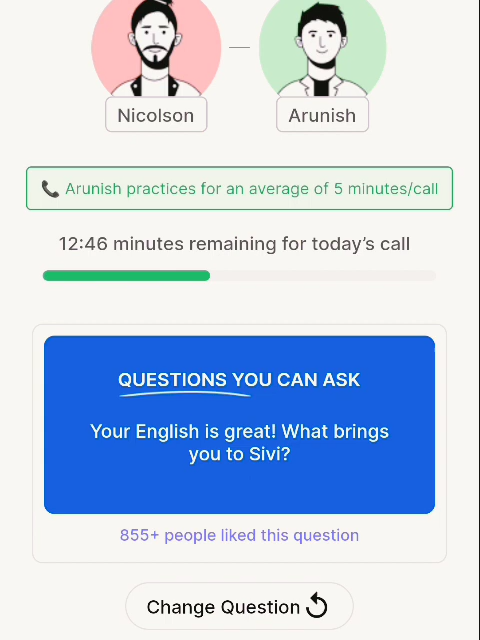 Nicolson
Arunish
📞 Arunish practices for an average of 5 minutes/call
12:46 minutes remaining for today’s call
QUESTIONS YOU CAN ASK
Your English is great! What brings
you to Sivi?
855+ people liked this question
Change Question